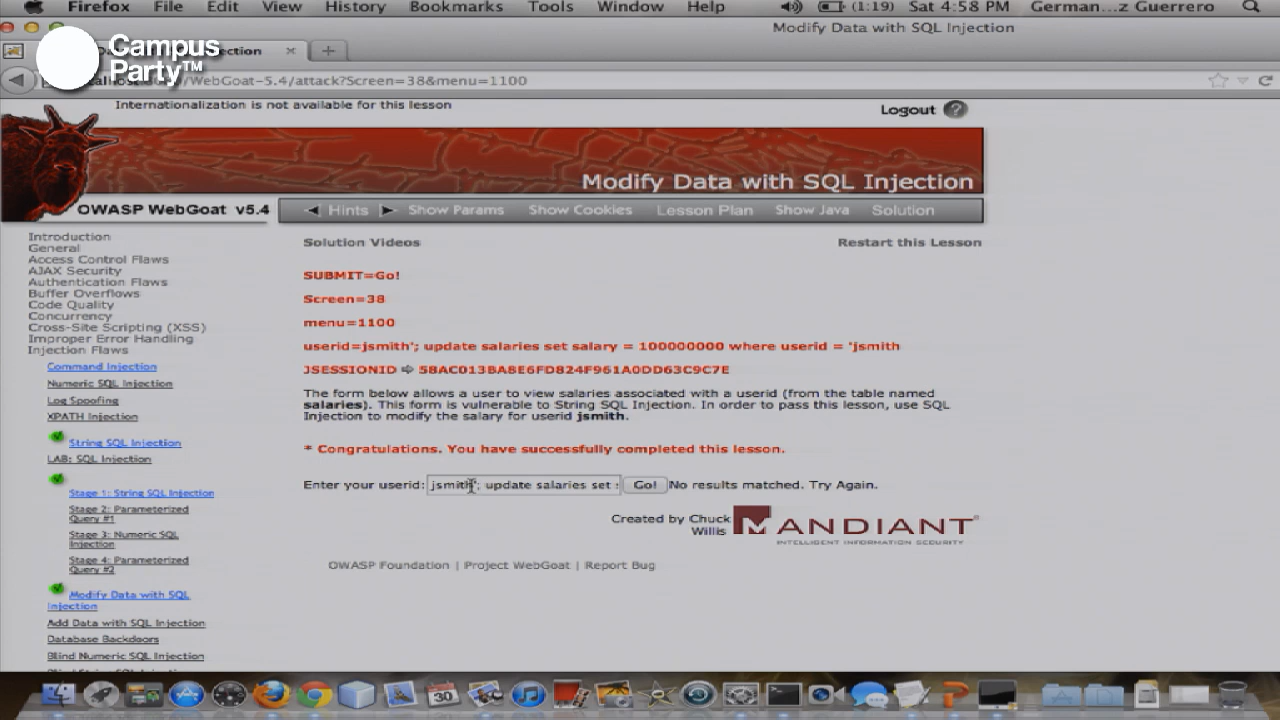 Firefox File Edit View History Bookmarks Tools Window Help (1:19) Sat 4:58 PM German...z Guerrero
Modify Data with SQL Injection
Campus
Party™
ction
/WebGoat-5.4/attack?Screen=38&menu=1100
Internationalization is not available for this lesson
Logout ?
Modify Data with SQL Injection
OWASP WebGoat v5.4
Hints Show Params Show Cookies Lesson Plan Show Java Solution
Introduction
General
Access Control Flaws
AJAX Security
Authentication Flaws
Buffer Overflows
Code Quality
Concurrency
Cross-Site Scripting (XSS)
Improper Error Handling
Injection Flaws
Command Injection
Numeric SQL Injection
Log Spoofing
XPATH Injection
String SQL Injection
LAB: SQL Injection
Stage 1: String SQL Injection
Stage 2: Parameterized
Query #1
Stage 3: Numeric SQL
Injection
Stage 4: Parameterized
Query #2
Modify Data with SQL
Injection
Add Data with SQL Injection
Database Backdoors
Blind Numeric SQL Injection
Solution Videos
Restart this Lesson
SUBMIT=Go!
Screen=38
menu=1100
userid=jsmith'; update salaries set salary = 100000000 where userid = 'jsmith
JSESSIONID ⇨ 58AC013BA8E6FD824F961A0DD63C9C7E
The form below allows a user to view salaries associated with a userid (from the table named
salaries). This form is vulnerable to String SQL Injection. In order to pass this lesson, use SQL
Injection to modify the salary for userid jsmith.
* Congratulations. You have successfully completed this lesson.
Enter your userid: jsmith'; update salaries set Go! No results matched. Try Again.
Created by Chuck
Willis
MANDIANT
INTELLIGENT INFORMATION SECURITY
OWASP Foundation | Project WebGoat | Report Bug
30